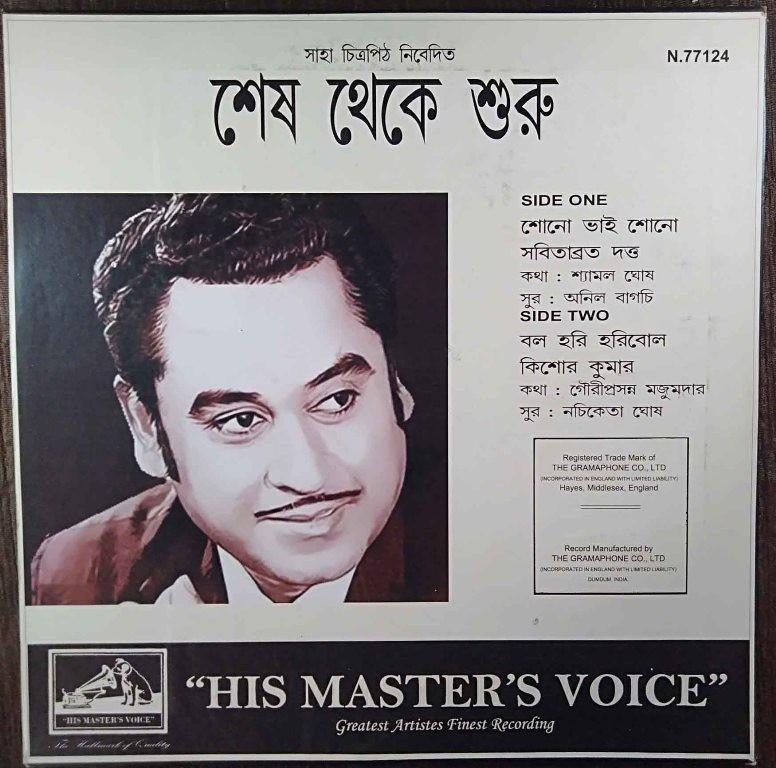 সাহা চিত্রপিঠ নিবেদিত
N.77124
শেষ থেকে শুরু
SIDE ONE
শোনো ভাই শোনো
সবিতাব্রত দত্ত
কথা : শ্যামল ঘোষ
সুর : অনিল বাগচি
SIDE TWO
বল হরি হরিবোল
কিশোর কুমার
কথা : গৌরীপ্রসন্ন মজুমদার
সুর : নচিকেতা ঘোষ
Registered Trade Mark of
THE GRAMAPHONE CO., LTD
(INCORPORATED IN ENGLAND WITH LIMITED LIABILITY)
Hayes, Middlesex, England
Record Manufactured by
THE GRAMAPHONE CO., LTD
(INCORPORATED IN ENGLAND WITH LIMITED LIABILITY)
DUMDUM, INDIA.
"HIS MASTER'S VOICE"
The Hallmark of Quality
"HIS MASTER'S VOICE"
Greatest Artistes Finest Recording